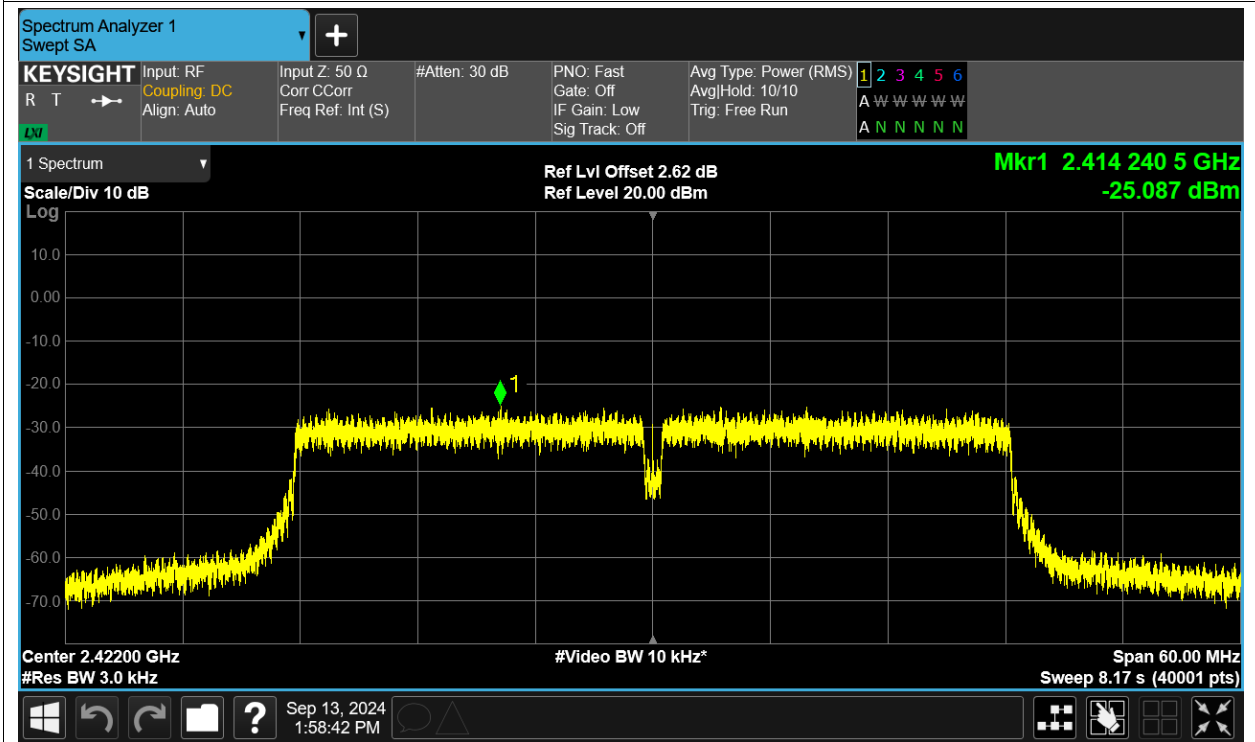 Spectrum Analyzer 1
Swept SA
KEYSIGHT
R T
LXI
Input: RF
Coupling: DC
Align: Auto
Input Z: 50 Ω
Corr CCorr
Freq Ref: Int (S)
#Atten: 30 dB
PNO: Fast
Gate: Off
IF Gain: Low
Sig Track: Off
Avg Type: Power (RMS)
Avg|Hold: 10/10
Trig: Free Run
1 2 3 4 5 6
A W W W W W
A N N N N N
1 Spectrum
Scale/Div 10 dB
Log
Ref Lvl Offset 2.62 dB
Ref Level 20.00 dBm
Mkr1 2.414 240 5 GHz
-25.087 dBm
10.0
0.00
-10.0
-20.0
-30.0
-40.0
-50.0
-60.0
-70.0
1
Center 2.42200 GHz
#Res BW 3.0 kHz
#Video BW 10 kHz*
Span 60.00 MHz
Sweep 8.17 s (40001 pts)
?
Sep 13, 2024
1:58:42 PM